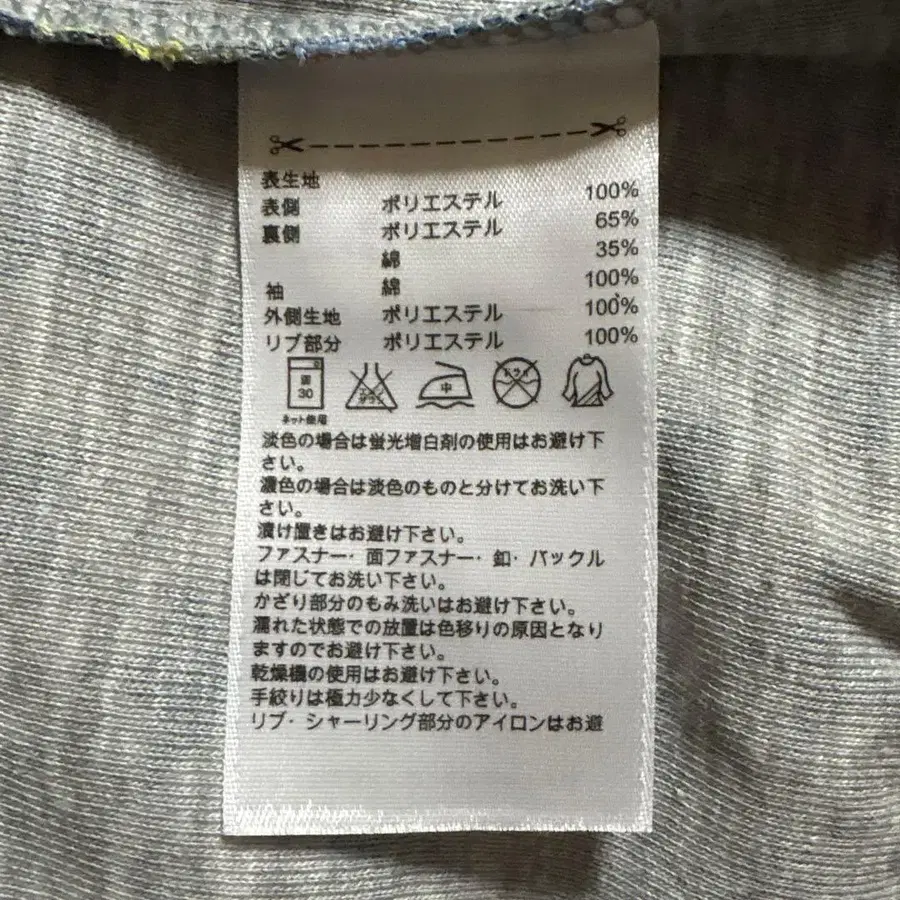 表生地
表側 ポリエステル 100%
裏側 ポリエステル 65%
綿 35%
袖 綿 100%
外側生地 ポリエステル 100%
リブ部分 ポリエステル 100%
30 中
ネット使用
淡色の場合は蛍光増白剤の使用はお避け下
さい。
濃色の場合は淡色のものと分けてお洗い下
さい。
漬け置きはお避け下さい。
ファスナー・面ファスナー・釦・バックル
は閉じてお洗い下さい。
かざり部分のもみ洗いはお避け下さい。
濡れた状態での放置は色移りの原因となり
ますのでお避け下さい。
乾燥機の使用はお避け下さい。
手絞りは極力少なくして下さい。
リブ・シャーリング部分のアイロンはお避